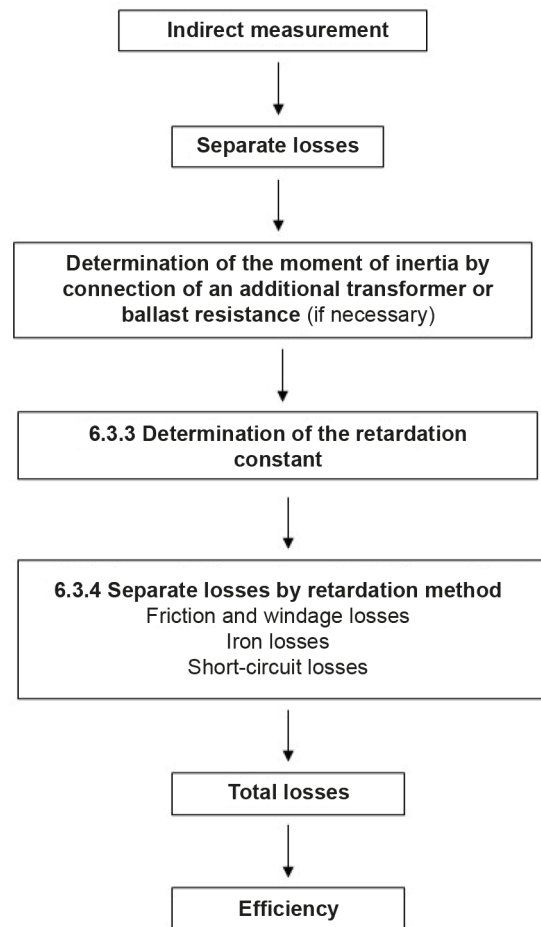 Indirect measurement
Separate losses
Determination of the moment of inertia by
connection of an additional transformer or
ballast resistance (if necessary)
6.3.3 Determination of the retardation
constant
6.3.4 Separate losses by retardation method
Friction and windage losses
Iron losses
Short-circuit losses
Total losses
Efficiency